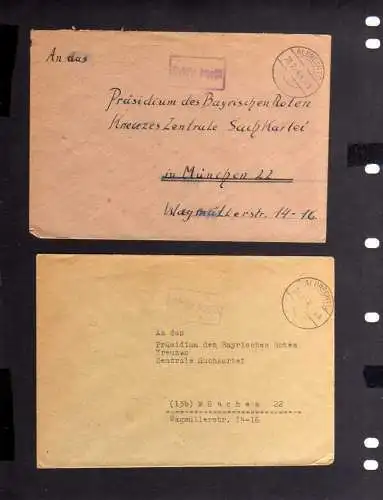 An das
Präsidium des Bayrischen Roten
Kreuzes Zentrale Suchkartei
in München 22
Wagmüllerstr. 14-16
An das
Präsidium des Bayrischen Roten
Kreuzes
Zentrale Suchkartei
(13b) M ü n c h e n 22
Wagmüllerstr. 14-16